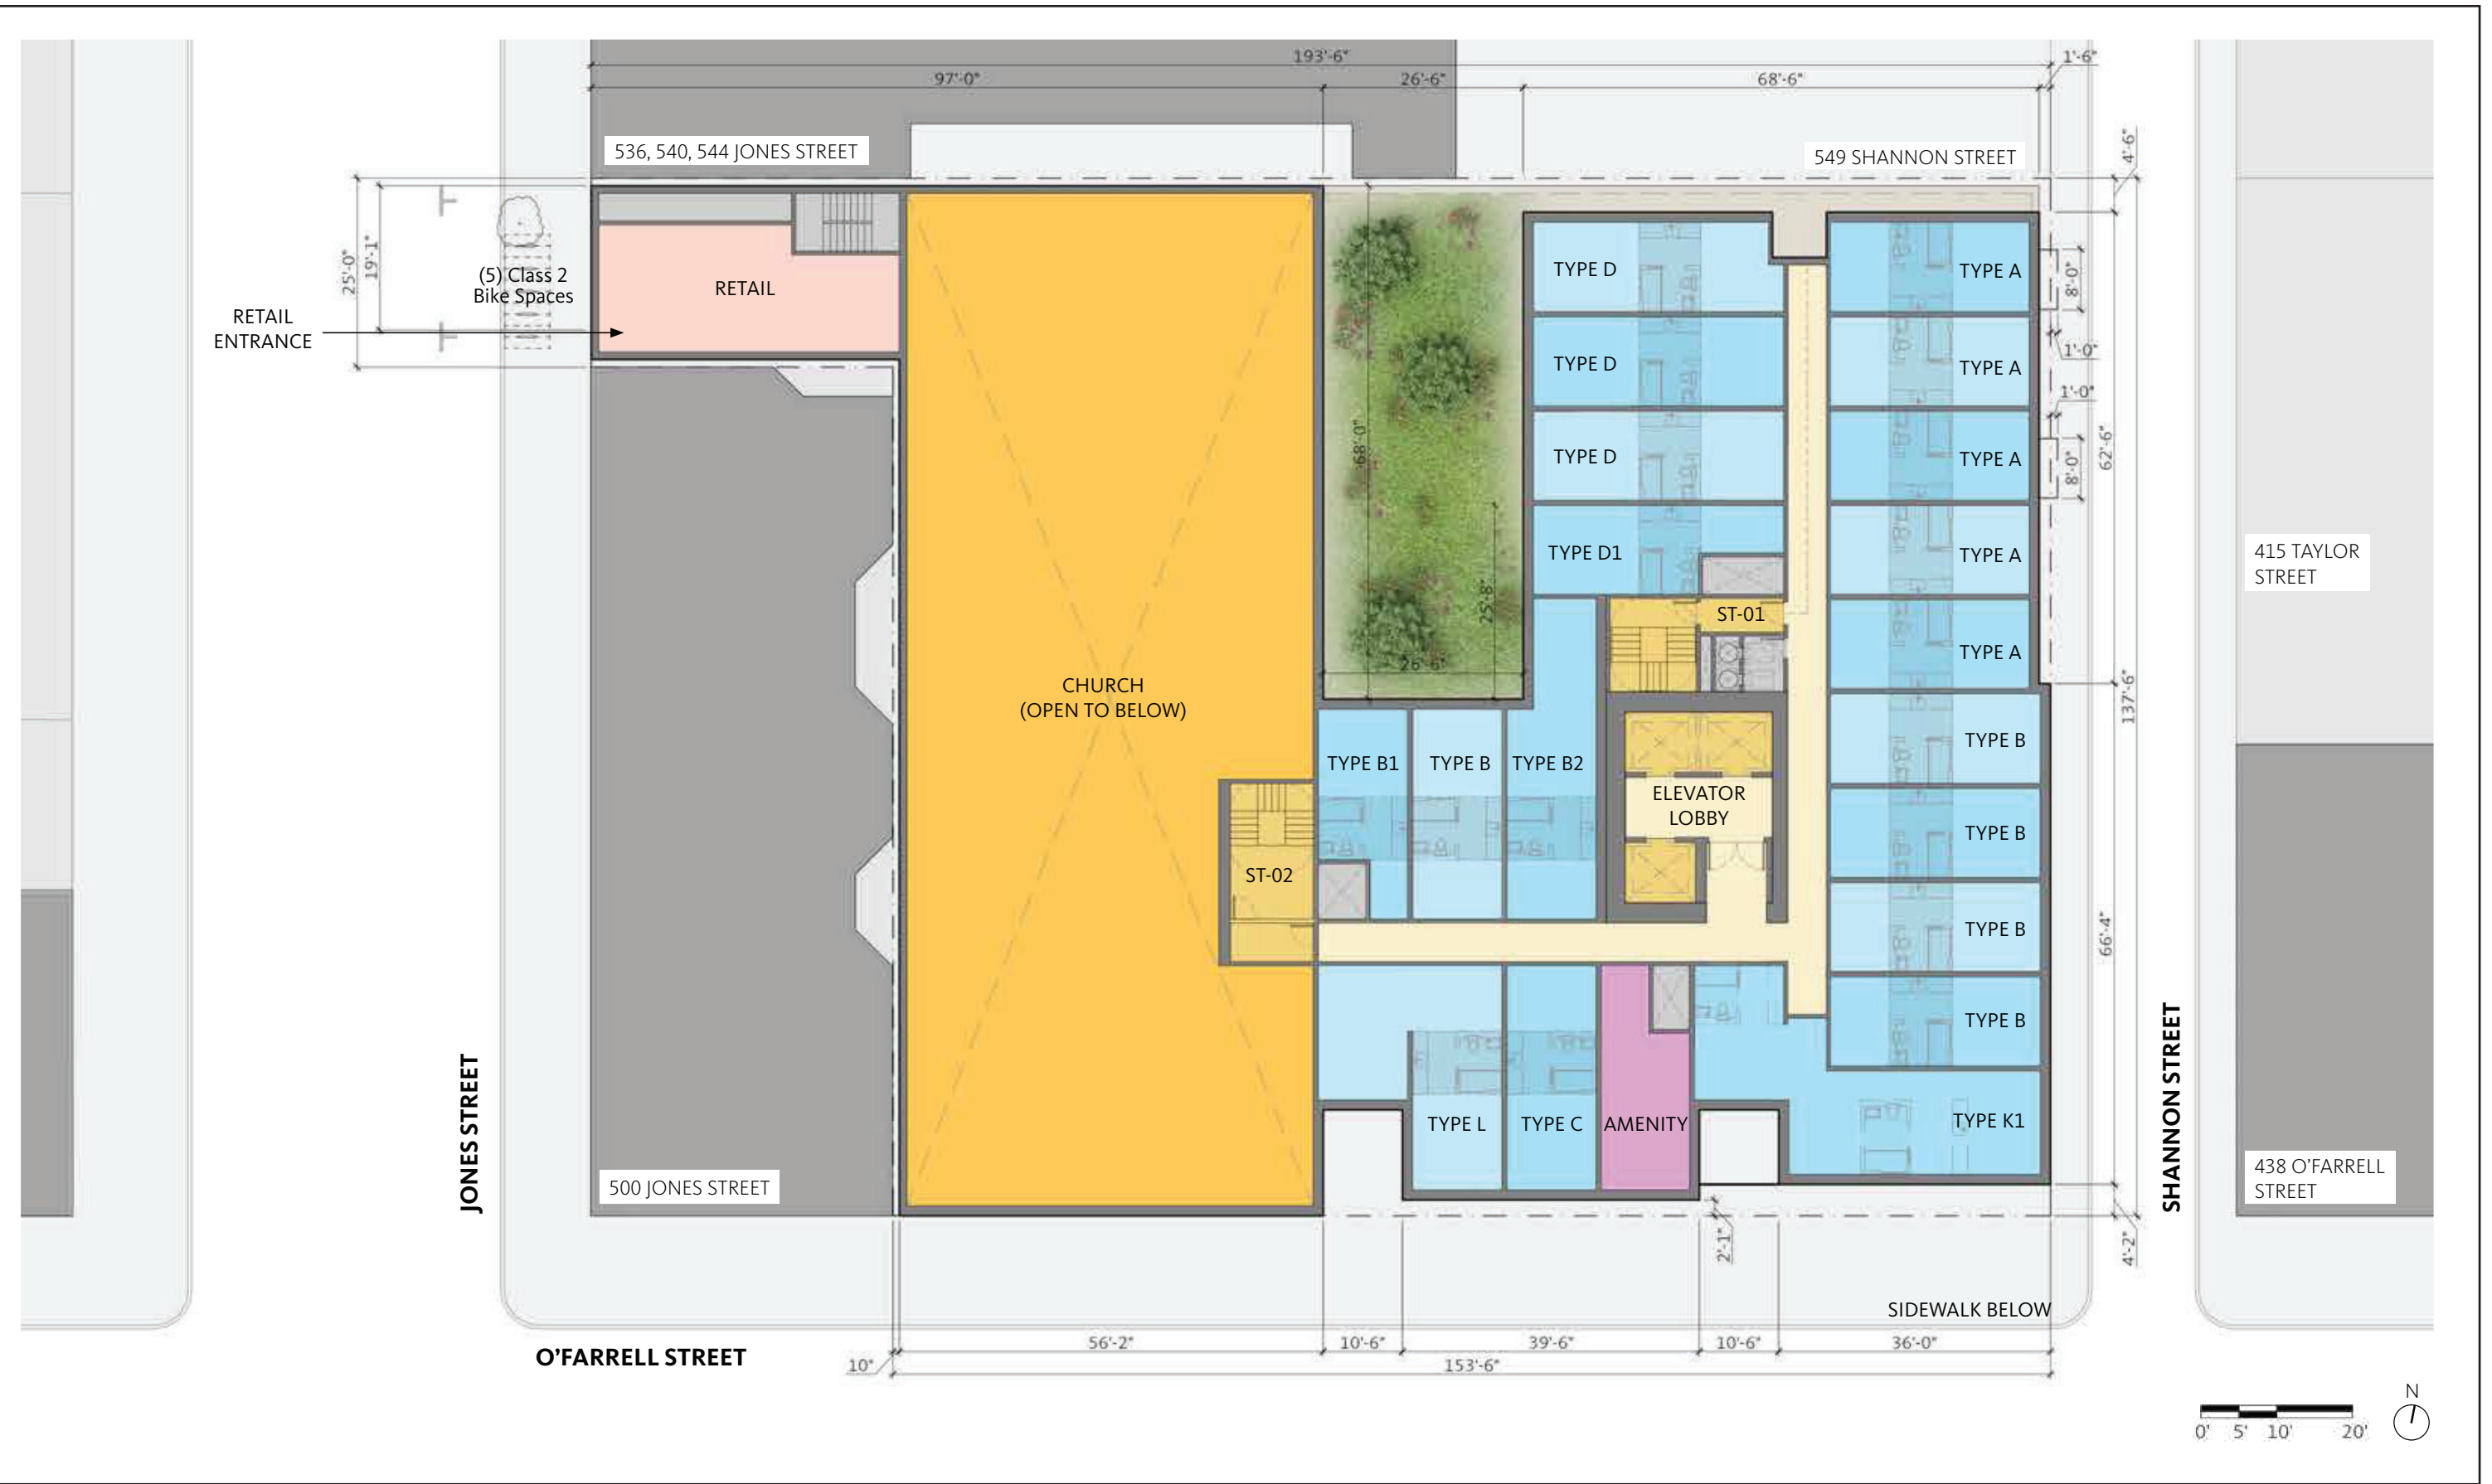 193'-6"
1'-6"
97'-0"
26'-6"
68'-6"
536, 540, 544 JONES STREET
549 SHANNON STREET
4'-6"
25'-0"
19'-1"
(5) Class 2
Bike Spaces
RETAIL
RETAIL
ENTRANCE
TYPE D
TYPE A
8'-0"
1'-0"
TYPE D
TYPE A
1'-0"
68'-0"
TYPE D
TYPE A
8'-0"
62'-6"
TYPE D1
TYPE A
415 TAYLOR
STREET
25'-8"
ST-01
TYPE A
26'-6"
CHURCH
(OPEN TO BELOW)
137'-6"
TYPE B
TYPE B1
TYPE B
TYPE B2
ELEVATOR
LOBBY
TYPE B
ST-02
TYPE B
66'-4"
TYPE B
TYPE L
TYPE C
AMENITY
TYPE K1
JONES STREET
SHANNON STREET
500 JONES STREET
438 O'FARRELL
STREET
2'-1"
4'-2"
SIDEWALK BELOW
O'FARRELL STREET
56'-2"
10'-6"
39'-6"
10'-6"
36'-0"
10"
153'-6"
N
0' 5' 10' 20'